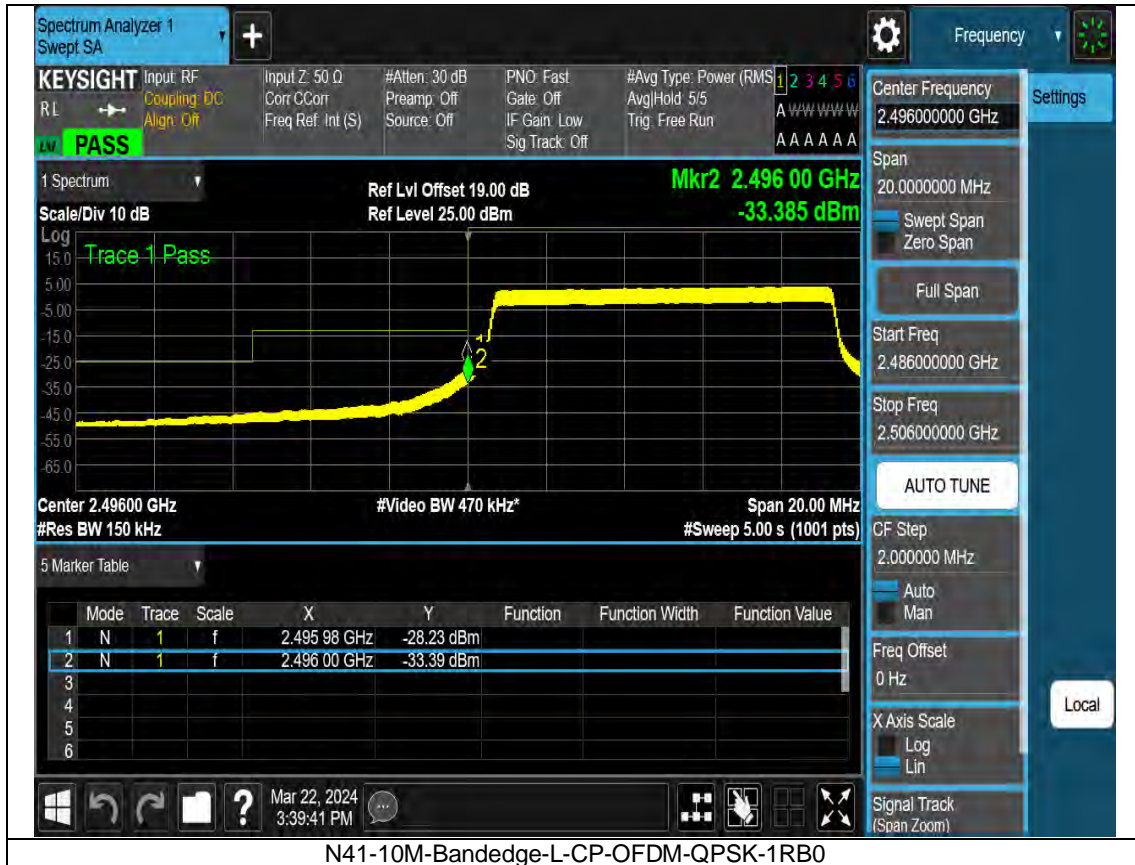 Spectrum Analyzer 1
Swept SA
+
Frequency
KEYSIGHT Input: RF Input Z: 50 Ω #Atten: 30 dB PNO: Fast #Avg Type: Power (RMS 1 2 3 4 5 6
RL Coupling: DC Corr CCorr Preamp: Off Gate: Off Avg|Hold: 5/5 A W W W W W
Align: Off Freq Ref: Int (S) Source: Off IF Gain: Low Trig: Free Run
PASS Sig Track: Off A A A A A A
1 Spectrum Ref Lvl Offset 19.00 dB Mkr2 2.496 00 GHz
Scale/Div 10 dB Ref Level 25.00 dBm -33.385 dBm
Log
Trace 1 Pass
15.0
5.00
-5.00
-15.0
-25.0
-35.0
-45.0
-55.0
-65.0
1
2
Center 2.49600 GHz #Video BW 470 kHz* Span 20.00 MHz
#Res BW 150 kHz #Sweep 5.00 s (1001 pts)
5 Marker Table
Mode Trace Scale X Y Function Function Width Function Value
1 N 1 f 2.495 98 GHz -28.23 dBm
2 N 1 f 2.496 00 GHz -33.39 dBm
3
4
5
6
Mar 22, 2024
3:39:41 PM
?
Center Frequency
2.496000000 GHz
Settings
Span
20.0000000 MHz
Swept Span
Zero Span
Full Span
Start Freq
2.486000000 GHz
Stop Freq
2.506000000 GHz
AUTO TUNE
CF Step
2.000000 MHz
Auto
Man
Freq Offset
0 Hz
X Axis Scale
Log
Lin
Local
Signal Track
(Span Zoom)
N41-10M-Bandedge-L-CP-OFDM-QPSK-1RB0